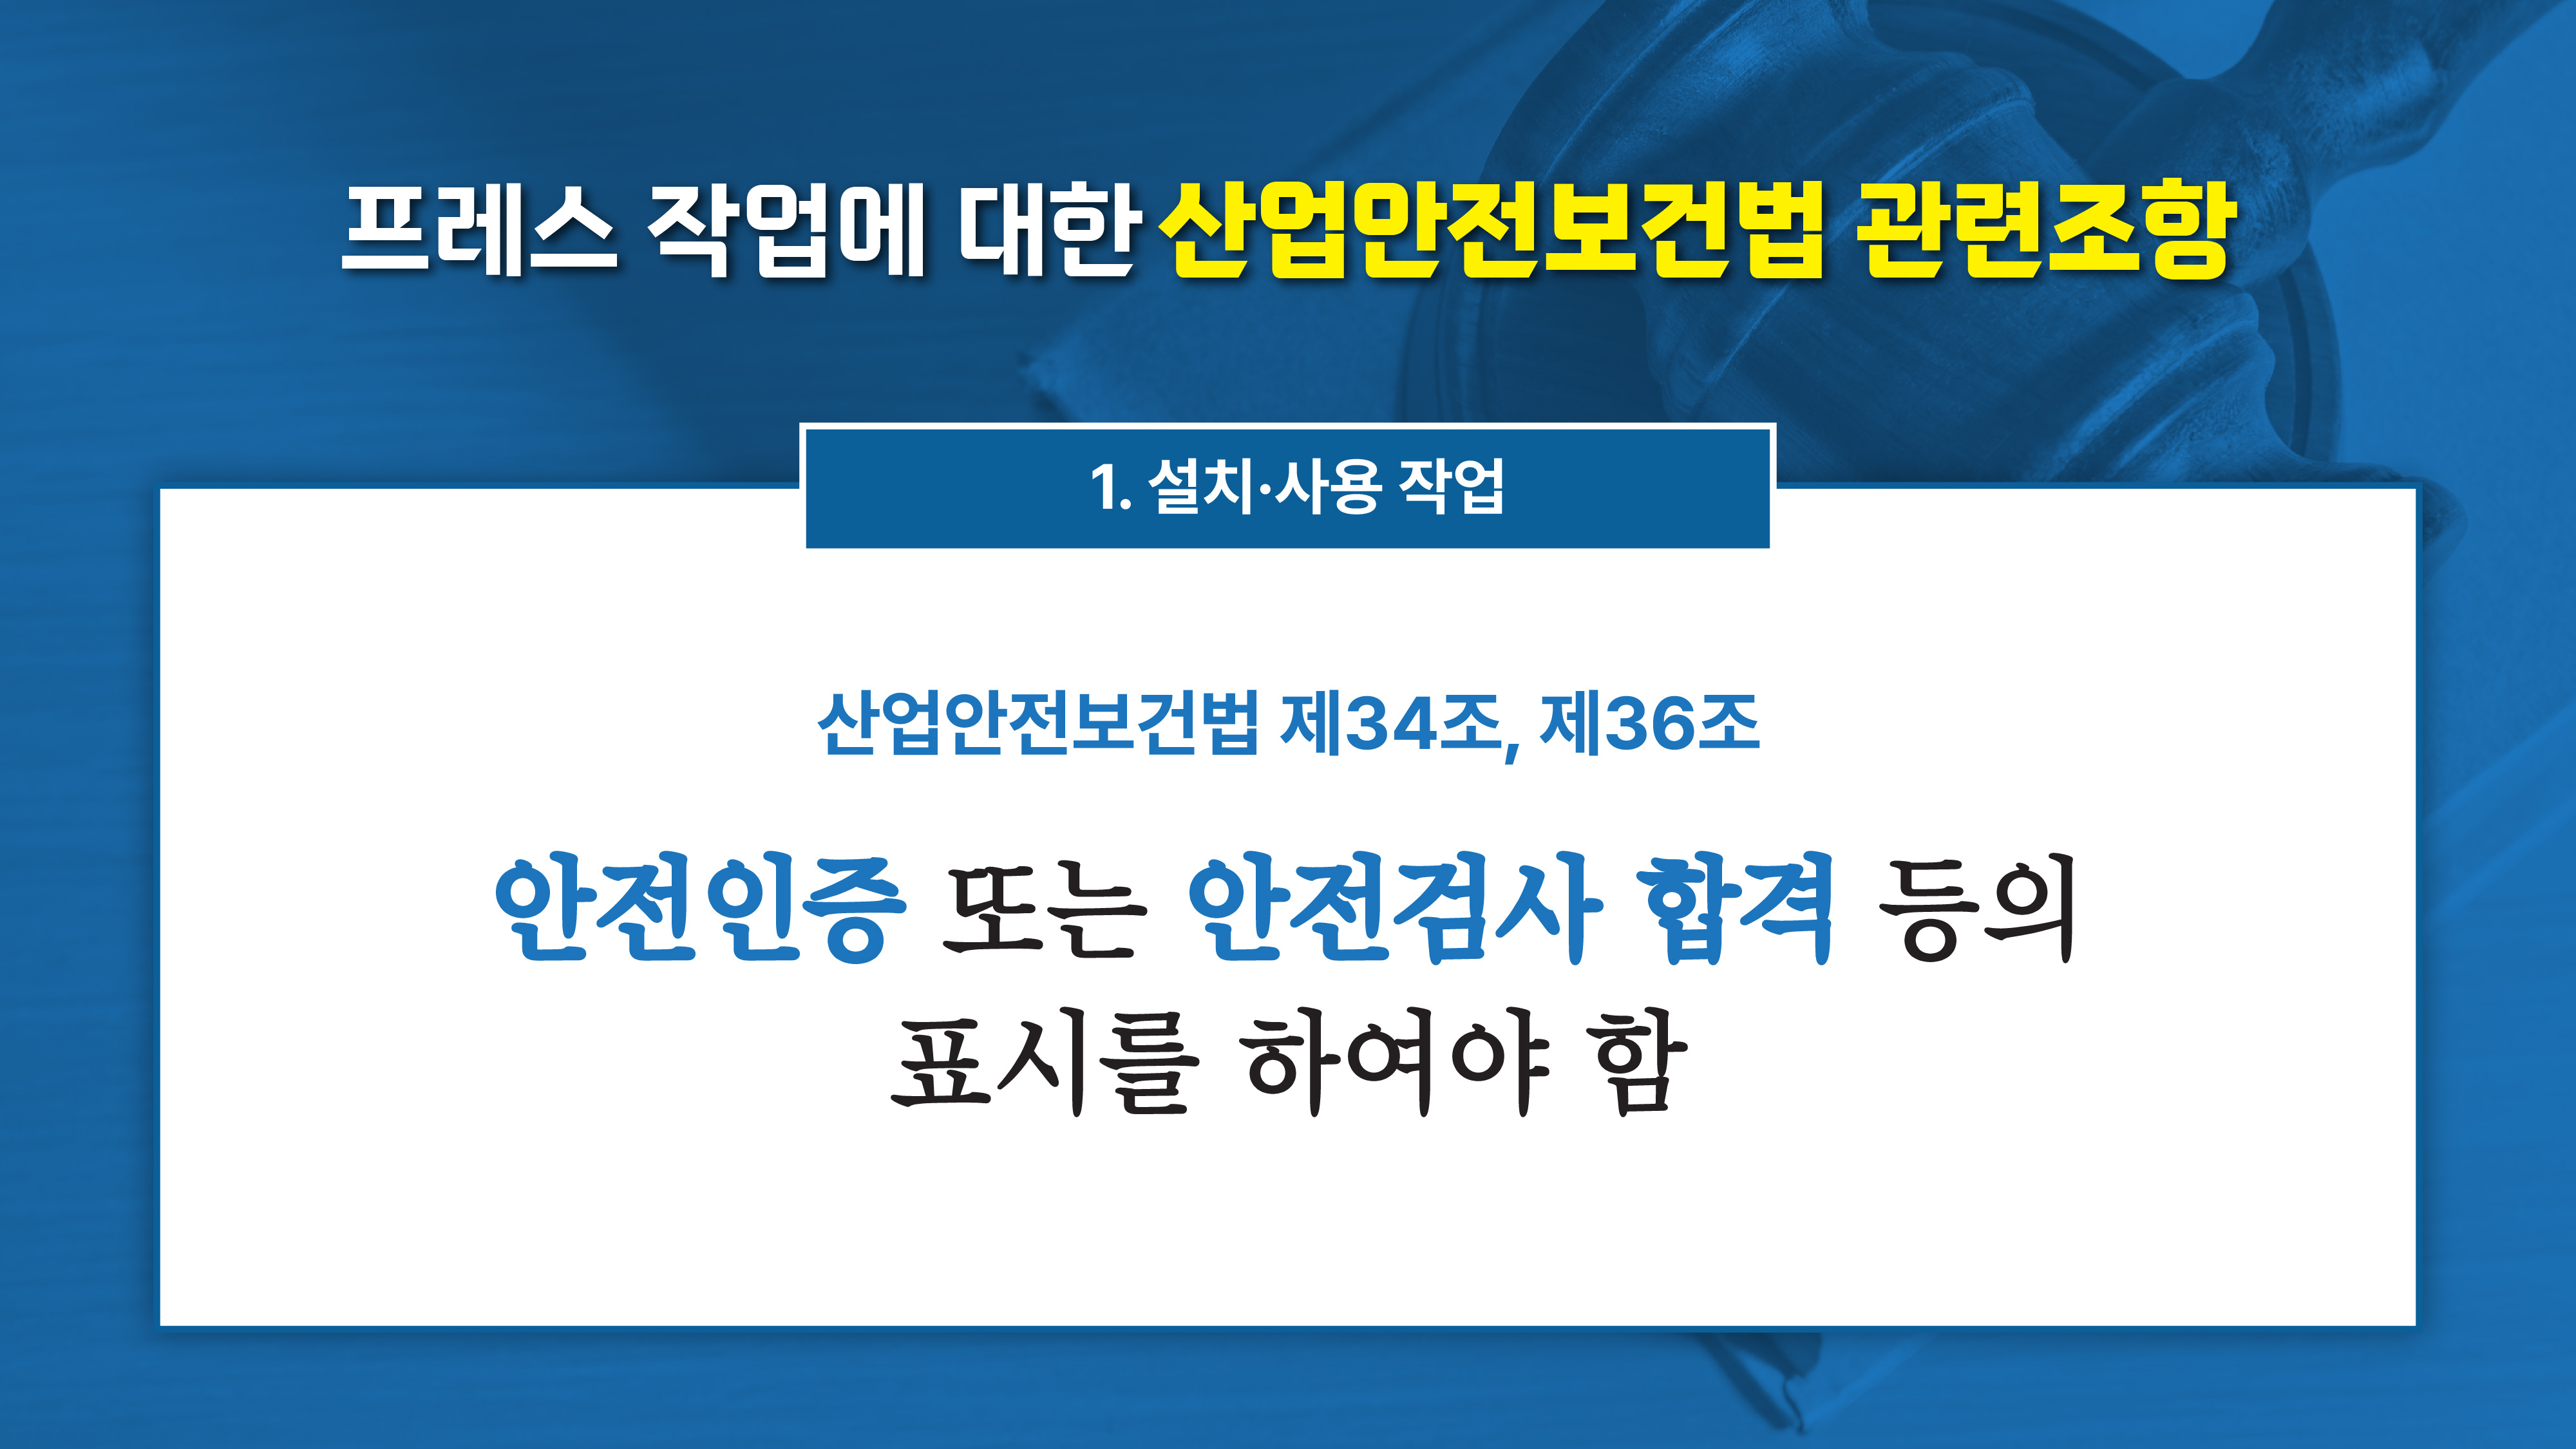 프레스 작업에 대한 산업안전보건법 관련조항
1. 설치·사용 작업
산업안전보건법 제34조, 제36조
안전인증 또는 안전검사 합격 등의
표시를 하여야 함